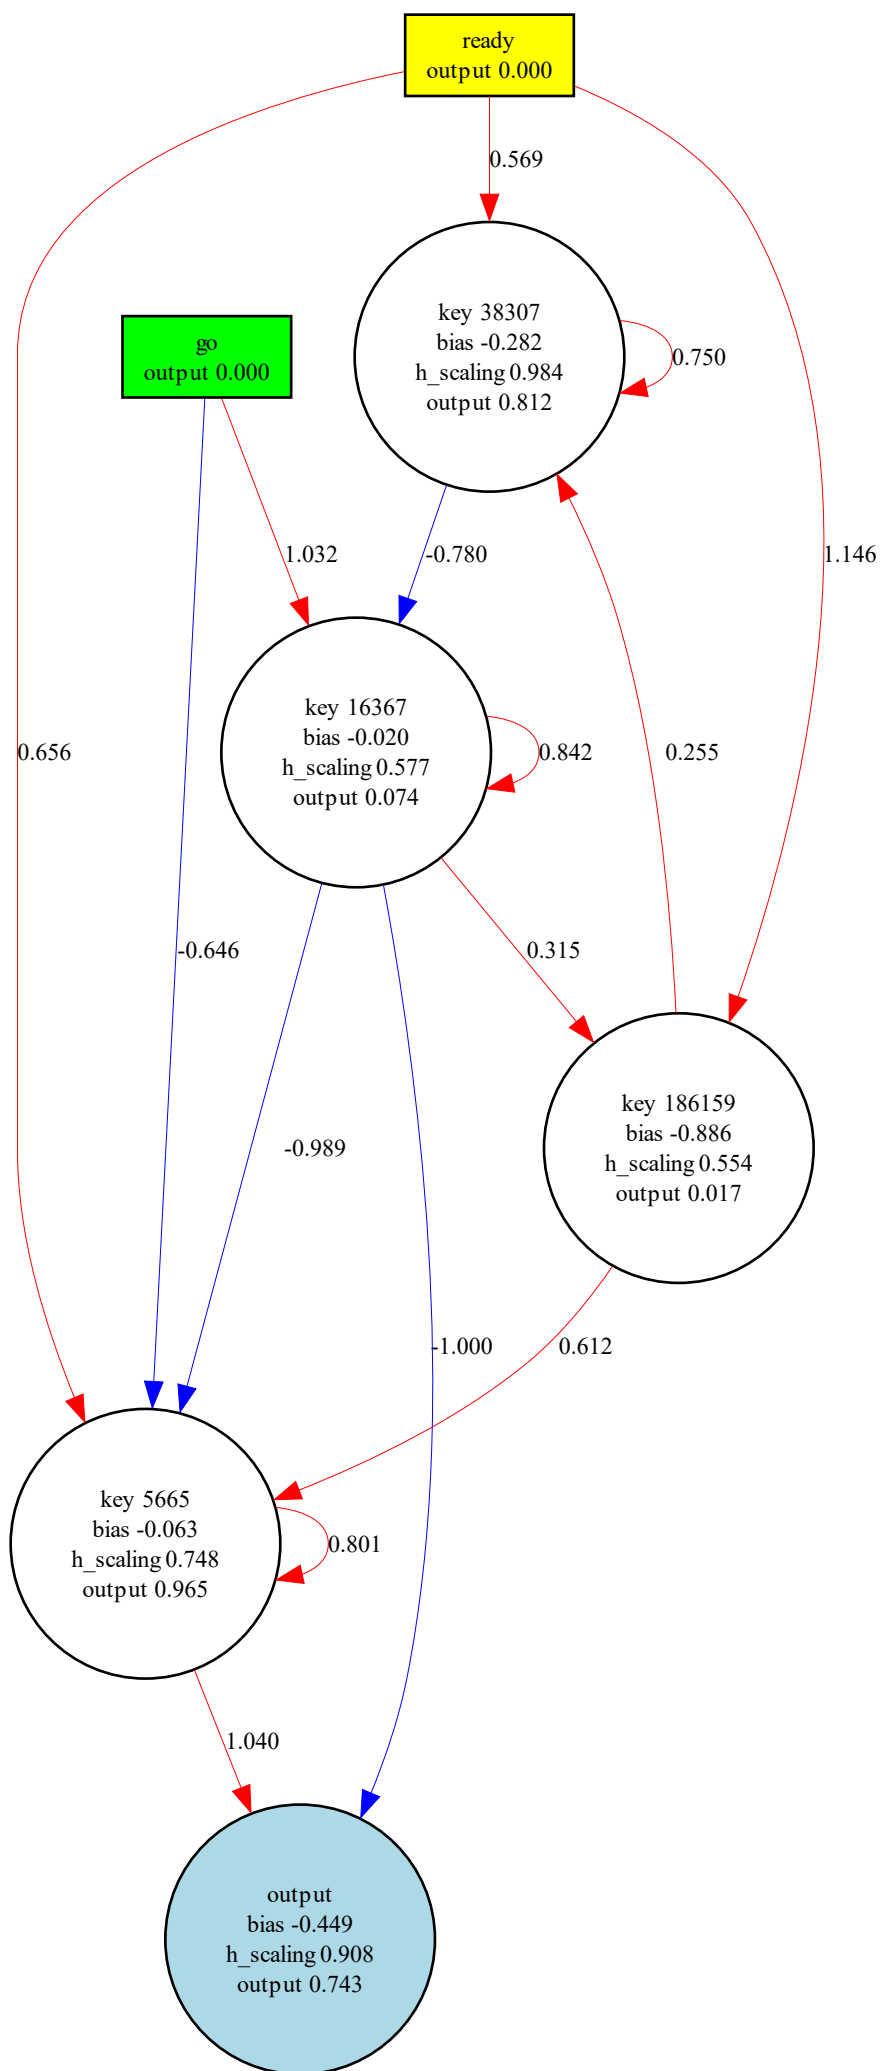 ready
output 0.000
0.569
key 38307
bias -0.282
h_scaling 0.984
output 0.812
0.750
go
output 0.000
1.032
-0.780
1.146
key 16367
bias -0.020
h_scaling 0.577
output 0.074
0.842
0.656
0.255
-0.646
0.315
-0.989
key 186159
bias -0.886
h_scaling 0.554
output 0.017
-1.000
0.612
key 5665
bias -0.063
h_scaling 0.748
output 0.965
0.801
1.040
output
bias -0.449
h_scaling 0.908
output 0.743